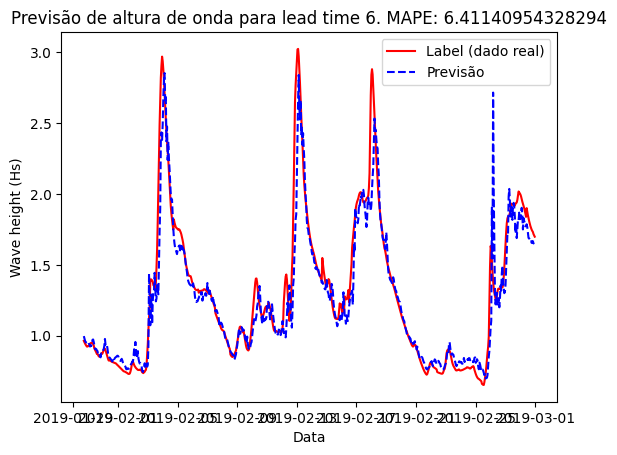 Previsão de altura de onda para lead time 6. MAPE: 6.41140954328294
Label (dado real)
Previsão
Wave height (Hs)
3.0
2.5
2.0
1.5
1.0
2019-01-29 2019-02-01 2019-02-05 2019-02-09 2019-02-13 2019-02-17 2019-02-21 2019-02-25 2019-03-01
Data